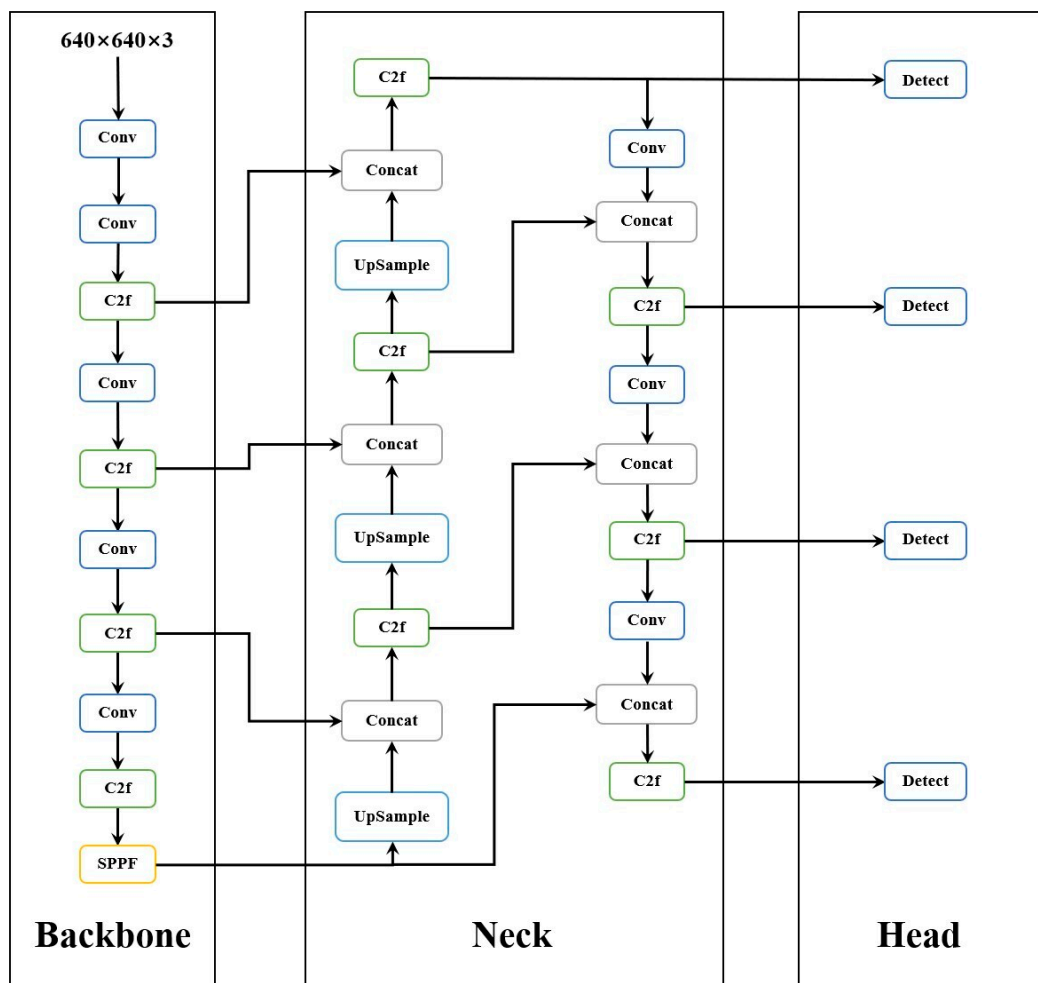 640×640×3
Conv
Conv
C2f
Conv
C2f
Conv
C2f
Conv
C2f
SPPF
Backbone
C2f
Concat
UpSample
C2f
Concat
UpSample
C2f
Concat
UpSample
Conv
Concat
C2f
Conv
Concat
C2f
Conv
Concat
C2f
Neck
Detect
Detect
Detect
Detect
Head